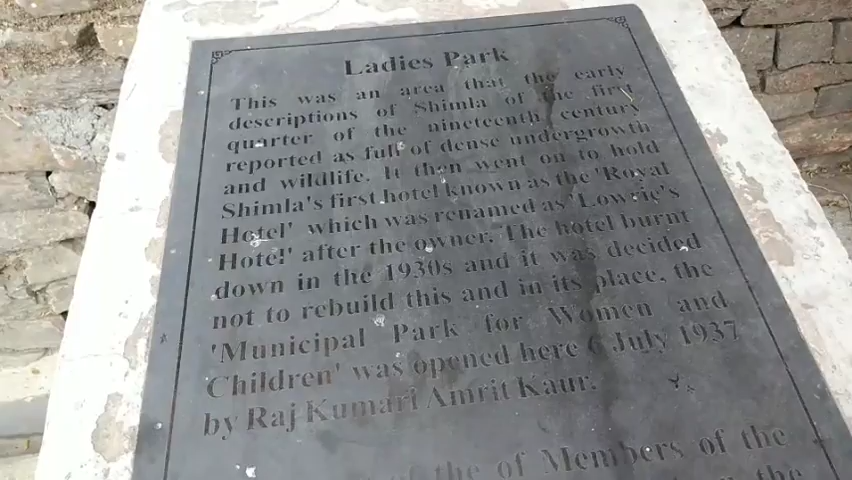 Ladies Park
This was an area that the early
descriptions of Shimla of the first
quarter of the nineteenth century
reported as full of dense undergrowth
and wildlife. It then went on to hold
Shimla's first hotel known as the 'Royal
Hotel' which was renamed as 'Lowrie's
Hotel' after the owner. The hotel burnt
down in the 1930s and it was decided
not to rebuild this and in its place, the
'Municipal Park for Women and
Children' was opened here 6 July 1937
by Raj Kumari Amrit Kaur.
of the of Members of the
the